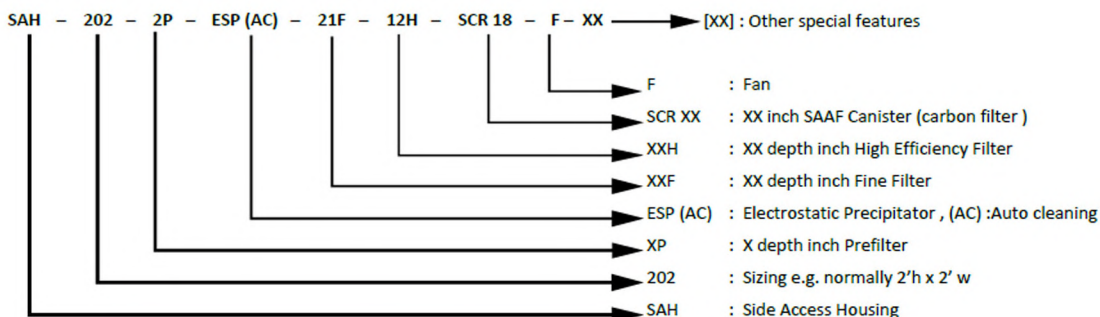 SAH – 202 – 2P – ESP (AC) – 21F – 12H – SCR 18 – F – XX [XX] : Other special features
F : Fan
SCR XX : XX inch SAAF Canister (carbon filter )
XXH : XX depth inch High Efficiency Filter
XXF : XX depth inch Fine Filter
ESP (AC) : Electrostatic Precipitator , (AC) :Auto cleaning
XP : X depth inch Prefilter
202 : Sizing e.g. normally 2'h x 2' w
SAH : Side Access Housing